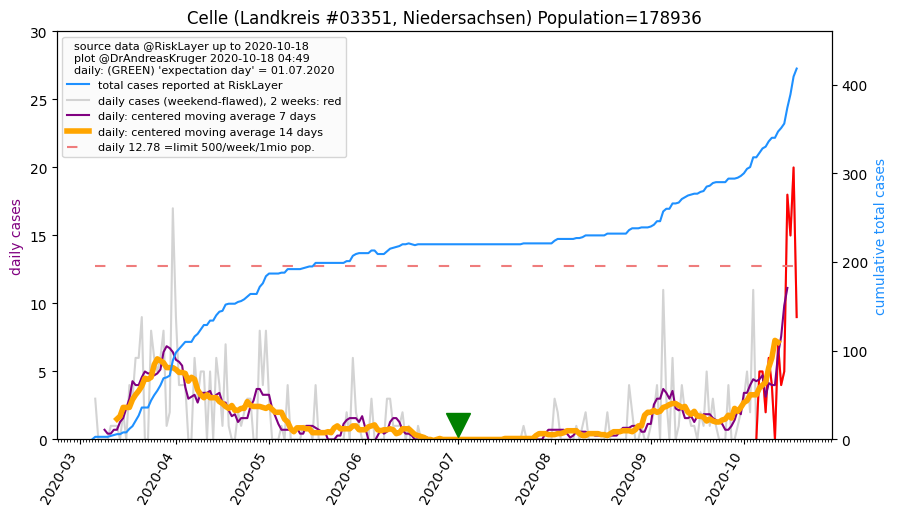 Celle (Landkreis #03351, Niedersachsen) Population=178936
source data @RiskLayer up to 2020-10-18
plot @DrAndreasKruger 2020-10-18 04:49
daily: (GREEN) 'expectation day' = 01.07.2020
total cases reported at RiskLayer
daily cases (weekend-flawed), 2 weeks: red
daily: centered moving average 7 days
daily: centered moving average 14 days
daily 12.78 =limit 500/week/1mio pop.
daily cases
30
25
20
15
10
5
0
cumulative total cases
400
300
200
100
0
2020-03
2020-04
2020-05
2020-06
2020-07
2020-08
2020-09
2020-10